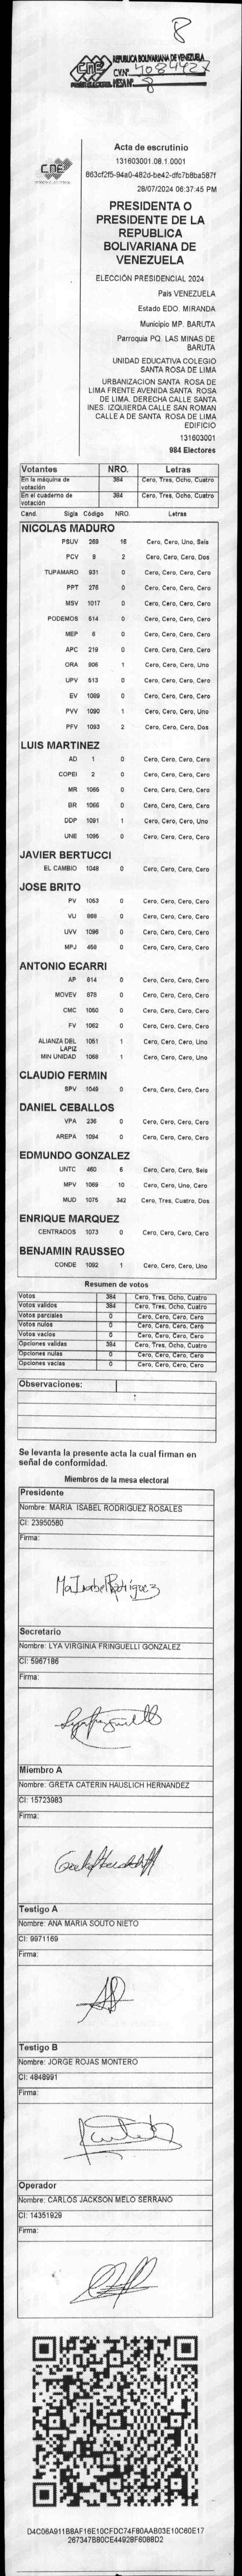 8
REPUBLICA BOLIVARIANA DE VENEZUELA
CNE
C.V.Nº 4084427
PODER ELECTORAL MESA Nº 8
CNE
PODER ELECTORAL
Acta de escrutinio
131603001.08.1.0001
863cf2f5-94a0-482d-be42-dfc7b8ba587f
28/07/2024 06:37:45 PM
PRESIDENTA O
PRESIDENTE DE LA
REPUBLICA
BOLIVARIANA DE
VENEZUELA
ELECCIÓN PRESIDENCIAL 2024
País VENEZUELA
Estado EDO. MIRANDA
Municipio MP. BARUTA
Parroquia PQ. LAS MINAS DE
BARUTA
UNIDAD EDUCATIVA COLEGIO
SANTA ROSA DE LIMA
URBANIZACION SANTA ROSA DE
LIMA FRENTE AVENIDA SANTA ROSA
DE LIMA. DERECHA CALLE SANTA
INES. IZQUIERDA CALLE SAN ROMAN
CALLE A DE SANTA ROSA DE LIMA
EDIFICIO
131603001
984 Electores
Votantes NRO. Letras
En la máquina de votación 384 Cero, Tres, Ocho, Cuatro
En el cuaderno de votación 384 Cero, Tres, Ocho, Cuatro
Cand. Sigla Código NRO. Letras
NICOLAS MADURO
PSUV 269 16 Cero, Cero, Uno, Seis
PCV 9 2 Cero, Cero, Cero, Dos
TUPAMARO 931 0 Cero, Cero, Cero, Cero
PPT 276 0 Cero, Cero, Cero, Cero
MSV 1017 0 Cero, Cero, Cero, Cero
PODEMOS 514 0 Cero, Cero, Cero, Cero
MEP 6 0 Cero, Cero, Cero, Cero
APC 219 0 Cero, Cero, Cero, Cero
ORA 906 1 Cero, Cero, Cero, Uno
UPV 513 0 Cero, Cero, Cero, Cero
EV 1089 0 Cero, Cero, Cero, Cero
PVV 1090 1 Cero, Cero, Cero, Uno
PFV 1093 2 Cero, Cero, Cero, Dos
LUIS MARTINEZ
AD 1 0 Cero, Cero, Cero, Cero
COPEI 2 0 Cero, Cero, Cero, Cero
MR 1065 0 Cero, Cero, Cero, Cero
BR 1066 0 Cero, Cero, Cero, Cero
DDP 1091 1 Cero, Cero, Cero, Uno
UNE 1095 0 Cero, Cero, Cero, Cero
JAVIER BERTUCCI
EL CAMBIO 1048 0 Cero, Cero, Cero, Cero
JOSE BRITO
PV 1053 0 Cero, Cero, Cero, Cero
VU 868 0 Cero, Cero, Cero, Cero
UVV 1096 0 Cero, Cero, Cero, Cero
MPJ 458 0 Cero, Cero, Cero, Cero
ANTONIO ECARRI
AP 814 0 Cero, Cero, Cero, Cero
MOVEV 878 0 Cero, Cero, Cero, Cero
CMC 1050 0 Cero, Cero, Cero, Cero
FV 1062 0 Cero, Cero, Cero, Cero
ALIANZA DEL LAPIZ 1051 1 Cero, Cero, Cero, Uno
MIN UNIDAD 1068 1 Cero, Cero, Cero, Uno
CLAUDIO FERMIN
SPV 1049 0 Cero, Cero, Cero, Cero
DANIEL CEBALLOS
VPA 236 0 Cero, Cero, Cero, Cero
AREPA 1094 0 Cero, Cero, Cero, Cero
EDMUNDO GONZALEZ
UNTC 460 6 Cero, Cero, Cero, Seis
MPV 1069 10 Cero, Cero, Uno, Cero
MUD 1075 342 Cero, Tres, Cuatro, Dos
ENRIQUE MARQUEZ
CENTRADOS 1073 0 Cero, Cero, Cero, Cero
BENJAMIN RAUSSEO
CONDE 1092 1 Cero, Cero, Cero, Uno
Resumen de votos
Votos 384 Cero, Tres, Ocho, Cuatro
Votos validos 384 Cero, Tres, Ocho, Cuatro
Votos parciales 0 Cero, Cero, Cero, Cero
Votos nulos 0 Cero, Cero, Cero, Cero
Votos vacios 0 Cero, Cero, Cero, Cero
Opciones validas 384 Cero, Tres, Ocho, Cuatro
Opciones nulas 0 Cero, Cero, Cero, Cero
Opciones vacias 0 Cero, Cero, Cero, Cero
Observaciones:
Se levanta la presente acta la cual firman en
señal de conformidad.
Miembros de la mesa electoral
Presidente
Nombre: MARIA ISABEL RODRIGUEZ ROSALES
CI: 23950580
Firma:
Ma Isabel Rodriguez
Secretario
Nombre: LYA VIRGINIA FRINGUELLI GONZALEZ
CI: 5967186
Firma:
Miembro A
Nombre: GRETA CATERIN HAUSLICH HERNANDEZ
CI: 15723983
Firma:
Testigo A
Nombre: ANA MARIA SOUTO NIETO
CI: 9971169
Firma:
Testigo B
Nombre: JORGE ROJAS MONTERO
CI: 4848991
Firma:
Operador
Nombre: CARLOS JACKSON MELO SERRANO
CI: 14351929
Firma:
D4C06A911B8AF16E10CFDC74F80AAB03E10C60E17
267347B80CE44928F6088D2